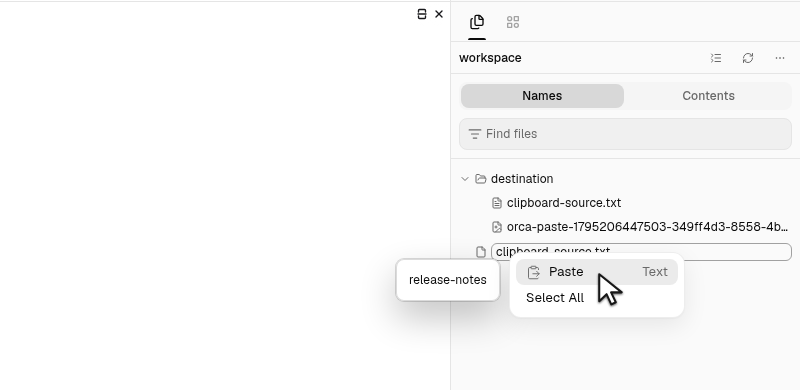 workspace
Names
Contents
Find files
destination
clipboard-source.txt
orca-paste-1795206447503-349ff4d3-8558-4b…
clipboard-source.txt
release-notes
Paste
Text
Select All